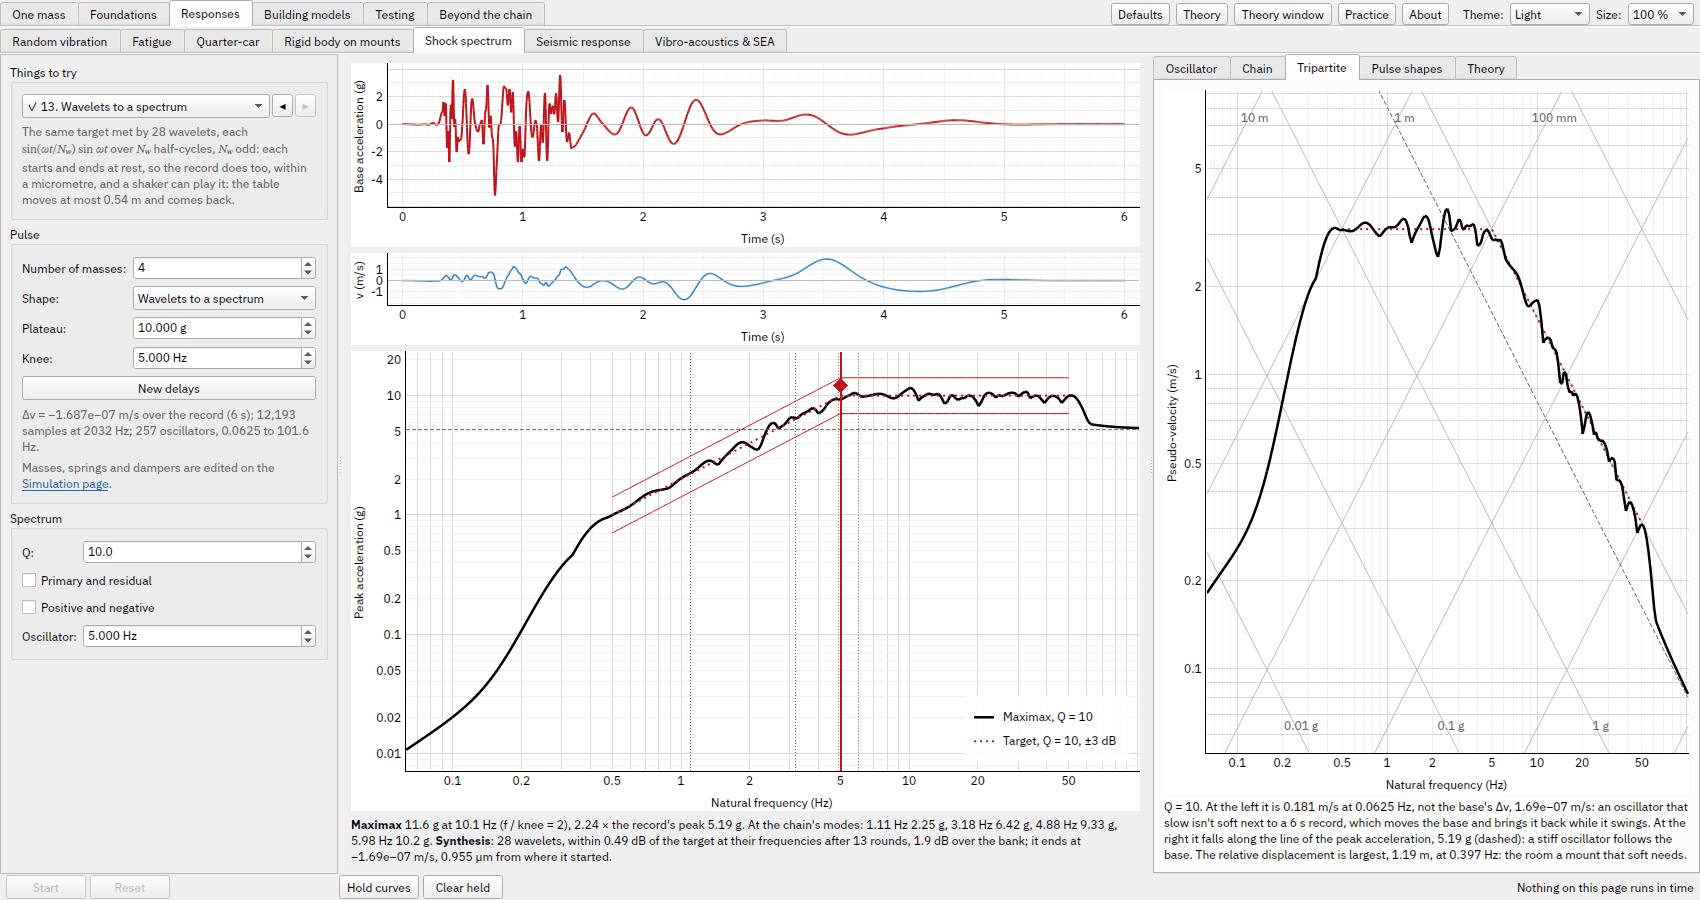 One mass Foundations Responses Building models Testing Beyond the chain Defaults Theory Theory window Practice About Theme: Light Size: 100 %
Random vibration Fatigue Quarter-car Rigid body on mounts Shock spectrum Seismic response Vibro-acoustics & SEA
Things to try
✓ 13. Wavelets to a spectrum
The same target met by 28 wavelets, each
sin(ωt/Nw) sin ωt over Nw half-cycles, Nw odd: each
starts and ends at rest, so the record does too, within
a micrometre, and a shaker can play it: the table
moves at most 0.54 m and comes back.
Pulse
Number of masses: 4
Shape: Wavelets to a spectrum
Plateau: 10.000 g
Knee: 5.000 Hz
New delays
Δv = −1.687e−07 m/s over the record (6 s); 12,193
samples at 2032 Hz; 257 oscillators, 0.0625 to 101.6
Hz.
Masses, springs and dampers are edited on the
Simulation page.
Spectrum
Q: 10.0
Primary and residual
Positive and negative
Oscillator: 5.000 Hz
Start Reset
Base acceleration (g)
2
0
-2
-4
0 1 2 3 4 5 6
Time (s)
v (m/s)
1
0
-1
0 1 2 3 4 5 6
Time (s)
Peak acceleration (g)
20
10
5
2
1
0.5
0.2
0.1
0.05
0.02
0.01
Maximax, Q = 10
Target, Q = 10, ±3 dB
0.1 0.2 0.5 1 2 5 10 20 50
Natural frequency (Hz)
Maximax 11.6 g at 10.1 Hz (f / knee = 2), 2.24 × the record's peak 5.19 g. At the chain's modes: 1.11 Hz 2.25 g, 3.18 Hz 6.42 g, 4.88 Hz 9.33 g,
5.98 Hz 10.2 g. Synthesis: 28 wavelets, within 0.49 dB of the target at their frequencies after 13 rounds, 1.9 dB over the bank; it ends at
−1.69e−07 m/s, 0.955 µm from where it started.
Hold curves Clear held
Oscillator Chain Tripartite Pulse shapes Theory
10 m 1 m 100 mm
Pseudo-velocity (m/s)
5
2
1
0.5
0.2
0.1
0.01 g 0.1 g 1 g
0.1 0.2 0.5 1 2 5 10 20 50
Natural frequency (Hz)
Q = 10. At the left it is 0.181 m/s at 0.0625 Hz, not the base's Δv, 1.69e−07 m/s: an oscillator that
slow isn't soft next to a 6 s record, which moves the base and brings it back while it swings. At the
right it falls along the line of the peak acceleration, 5.19 g (dashed): a stiff oscillator follows the
base. The relative displacement is largest, 1.19 m, at 0.397 Hz: the room a mount that soft needs.
Nothing on this page runs in time